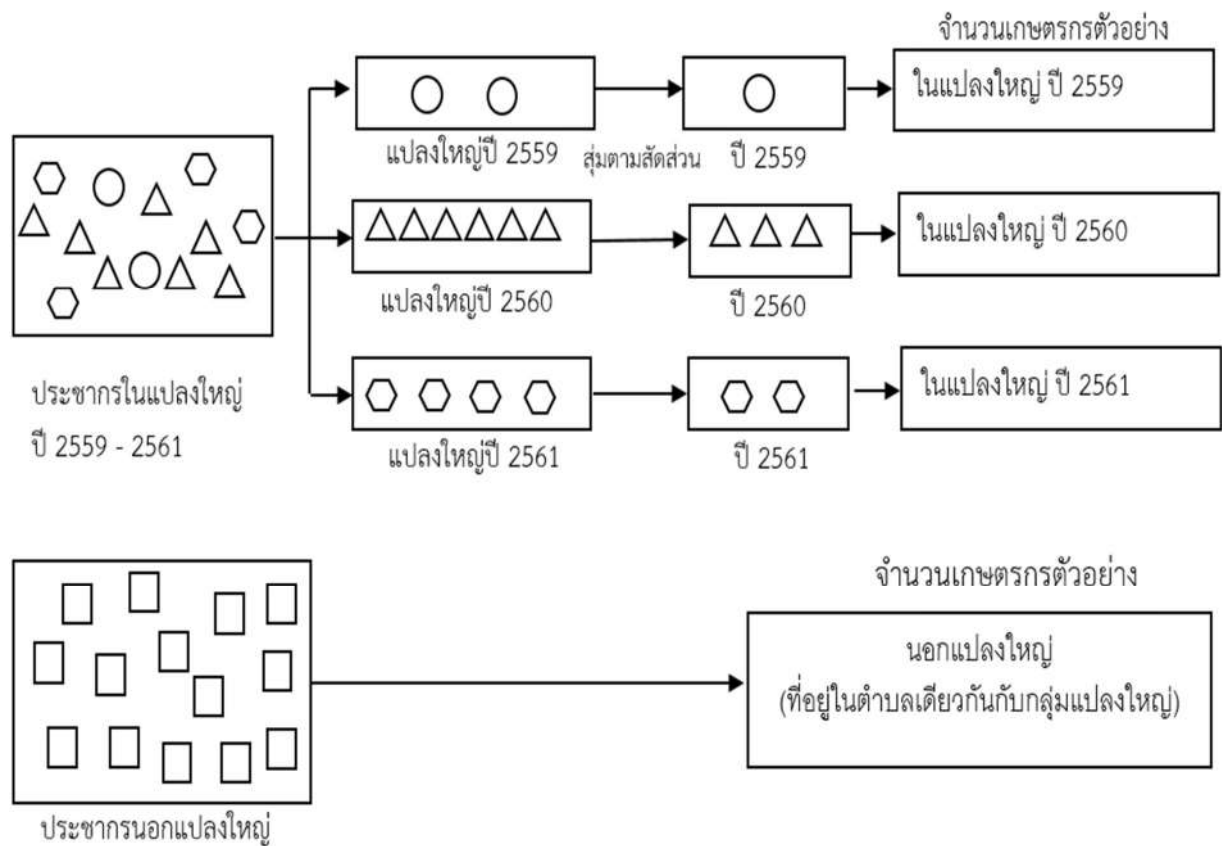 จำนวนเกษตรกรตัวอย่าง
ในแปลงใหญ่ ปี 2559
แปลงใหญ่ปี 2559
สุ่มตามสัดส่วน
ปี 2559
ในแปลงใหญ่ ปี 2560
แปลงใหญ่ปี 2560
ปี 2560
ในแปลงใหญ่ ปี 2561
แปลงใหญ่ปี 2561
ปี 2561
ประชากรในแปลงใหญ่
ปี 2559 - 2561
จำนวนเกษตรกรตัวอย่าง
นอกแปลงใหญ่
(ที่อยู่ในตำบลเดียวกันกับกลุ่มแปลงใหญ่)
ประชากรนอกแปลงใหญ่